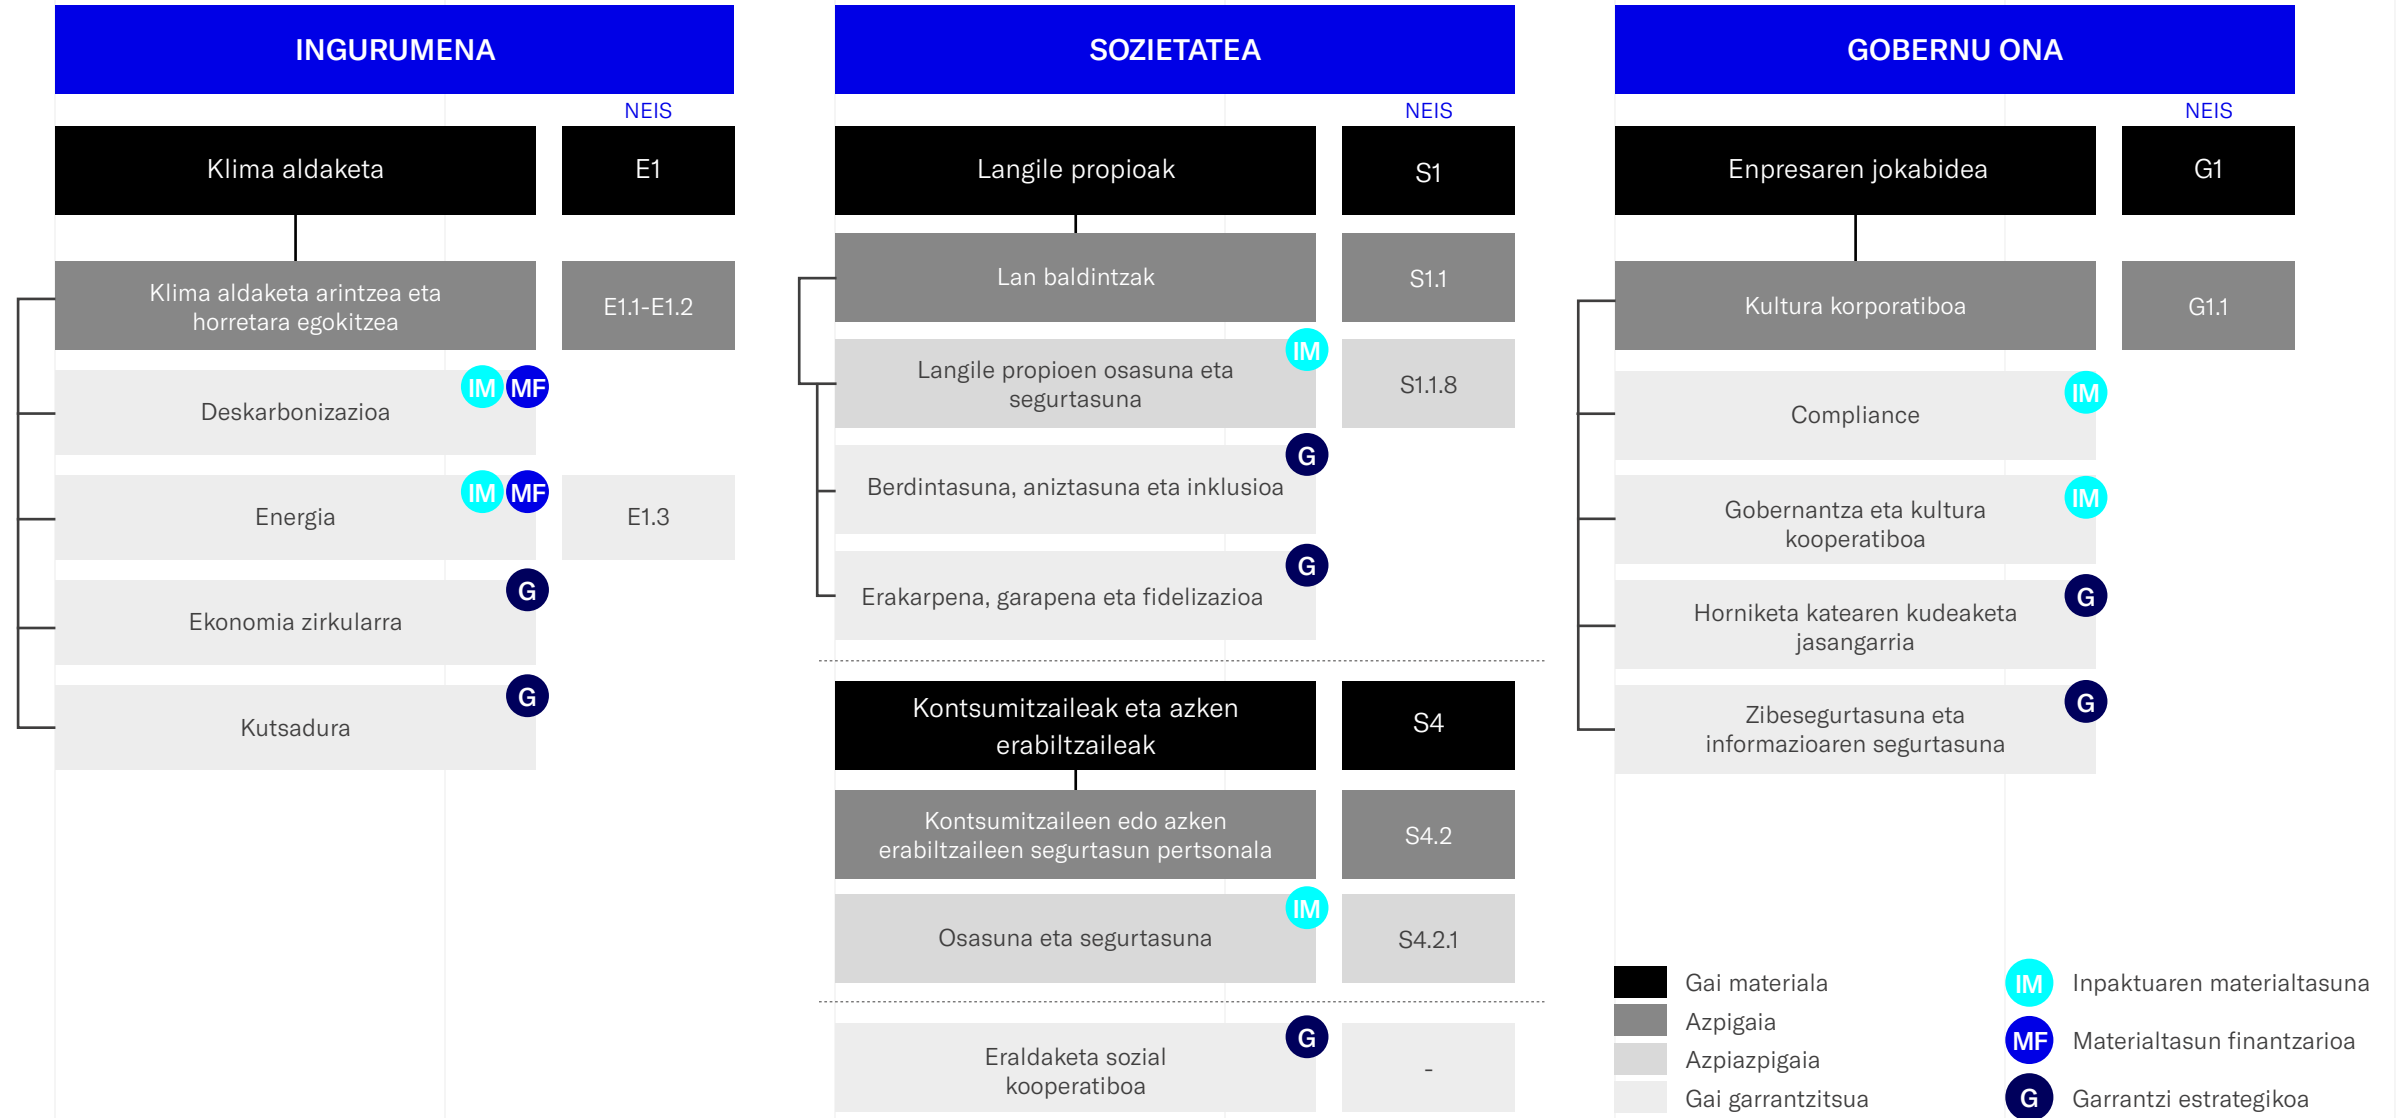 INGURUMENA
NEIS
Klima aldaketa
E1
Klima aldaketa arintzea eta
horretara egokitzea
E1.1-E1.2
IM MF
Deskarbonizazioa
IM MF
Energia
E1.3
G
Ekonomia zirkularra
G
Kutsadura
SOZIETATEA
NEIS
Langile propioak
S1
Lan baldintzak
S1.1
IM
Langile propioen osasuna eta
segurtasuna
S1.1.8
G
Berdintasuna, aniztasuna eta inklusioa
G
Erakarpena, garapena eta fidelizazioa
Kontsumitzaileak eta azken
erabiltzaileak
S4
Kontsumitzaileen edo azken
erabiltzaileen segurtasun pertsonala
S4.2
IM
Osasuna eta segurtasuna
S4.2.1
G
Eraldaketa sozial
kooperatiboa
-
GOBERNU ONA
NEIS
Enpresaren jokabidea
G1
Kultura korporatiboa
G1.1
IM
Compliance
IM
Gobernantza eta kultura
kooperatiboa
G
Horniketa katearen kudeaketa
jasangarria
G
Zibesegurtasuna eta
informazioaren segurtasuna
Gai materiala
Azpigaia
Azpiazpigaia
Gai garrantzitsua
IM Inpaktuaren materialtasuna
MF Materialtasun finantzarioa
G Garrantzi estrategikoa